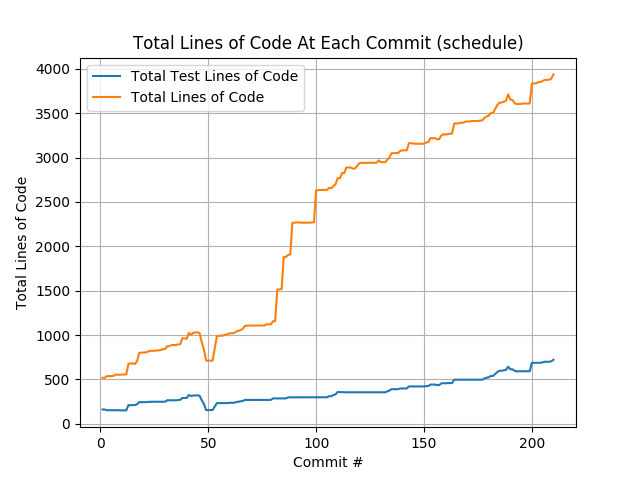 Total Lines of Code At Each Commit (schedule)
Total Test Lines of Code
Total Lines of Code
4000
3500
3000
2500
2000
1500
1000
500
0
Total Lines of Code
0 50 100 150 200
Commit #